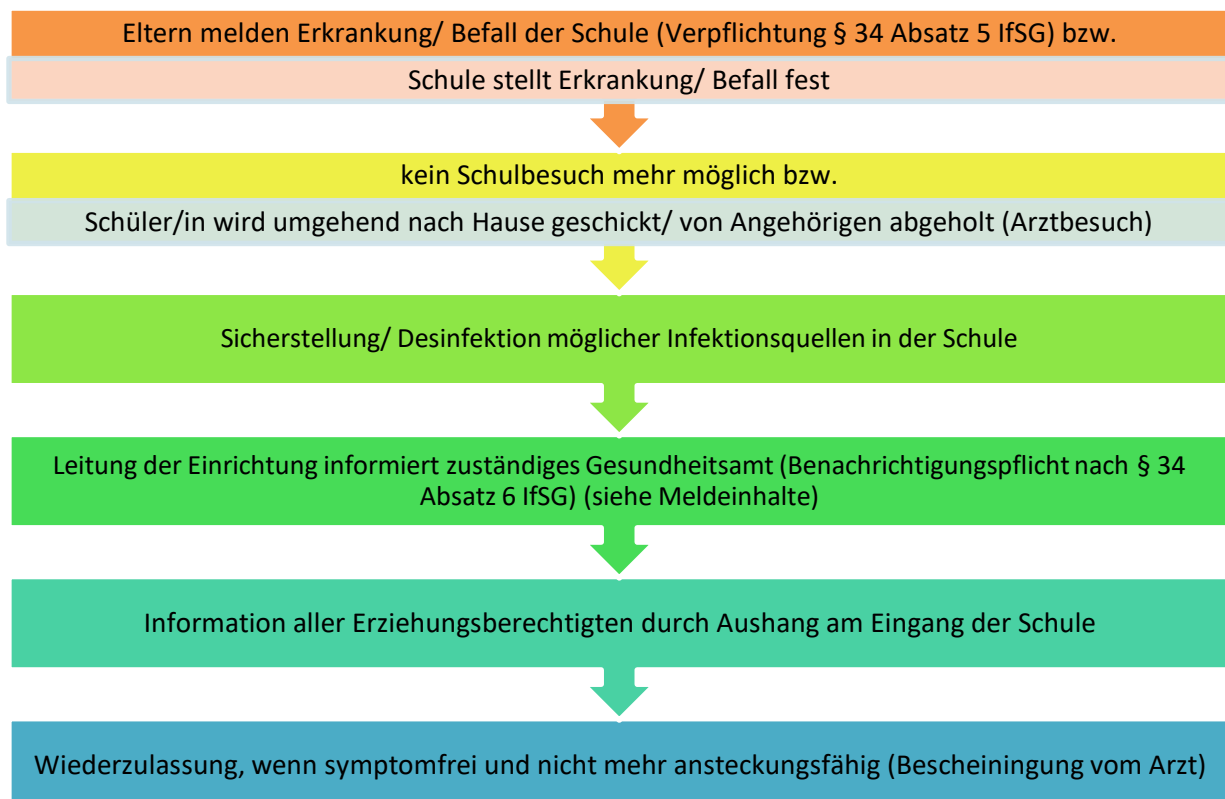 Eltern melden Erkrankung/ Befall der Schule (Verpflichtung § 34 Absatz 5 IfSG) bzw.
Schule stellt Erkrankung/ Befall fest
kein Schulbesuch mehr möglich bzw.
Schüler/in wird umgehend nach Hause geschickt/ von Angehörigen abgeholt (Arztbesuch)
Sicherstellung/ Desinfektion möglicher Infektionsquellen in der Schule
Leitung der Einrichtung informiert zuständiges Gesundheitsamt (Benachrichtigungspflicht nach § 34
Absatz 6 IfSG) (siehe Meldeinhalte)
Information aller Erziehungsberechtigten durch Aushang am Eingang der Schule
Wiederzulassung, wenn symptomfrei und nicht mehr ansteckungsfähig (Bescheiningung vom Arzt)